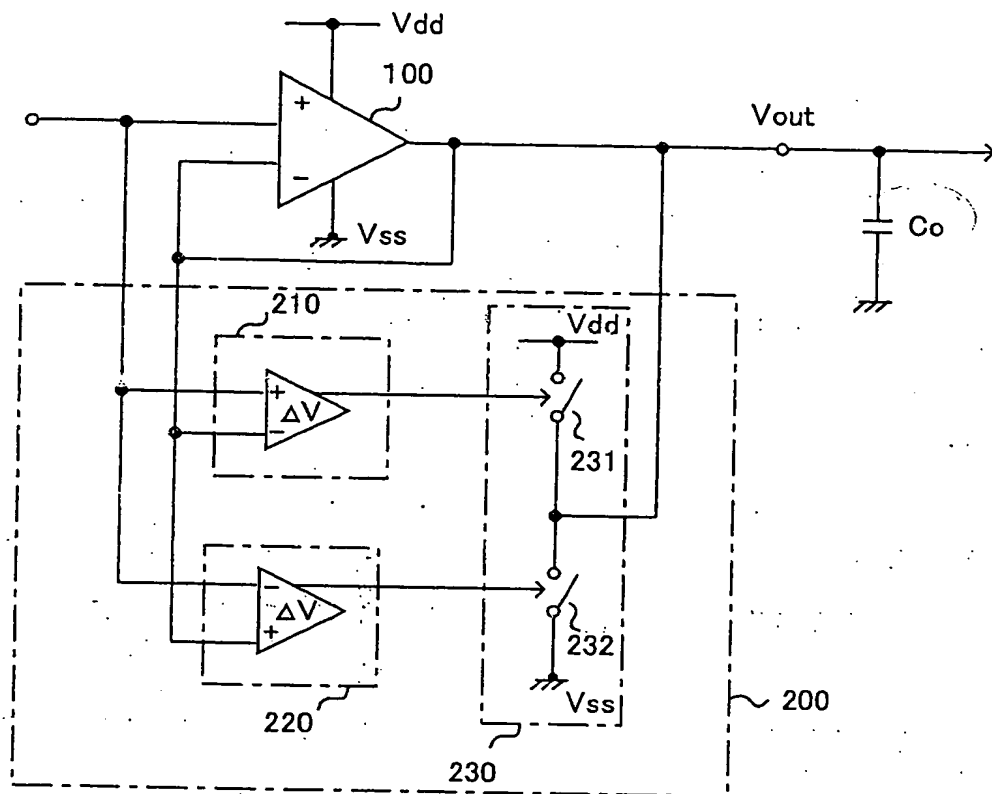 Vdd
100
+
−
Vout
Vss
Co
210
Vdd
+
ΔV
−
231
−
ΔV
+
232
Vss
220
200
230